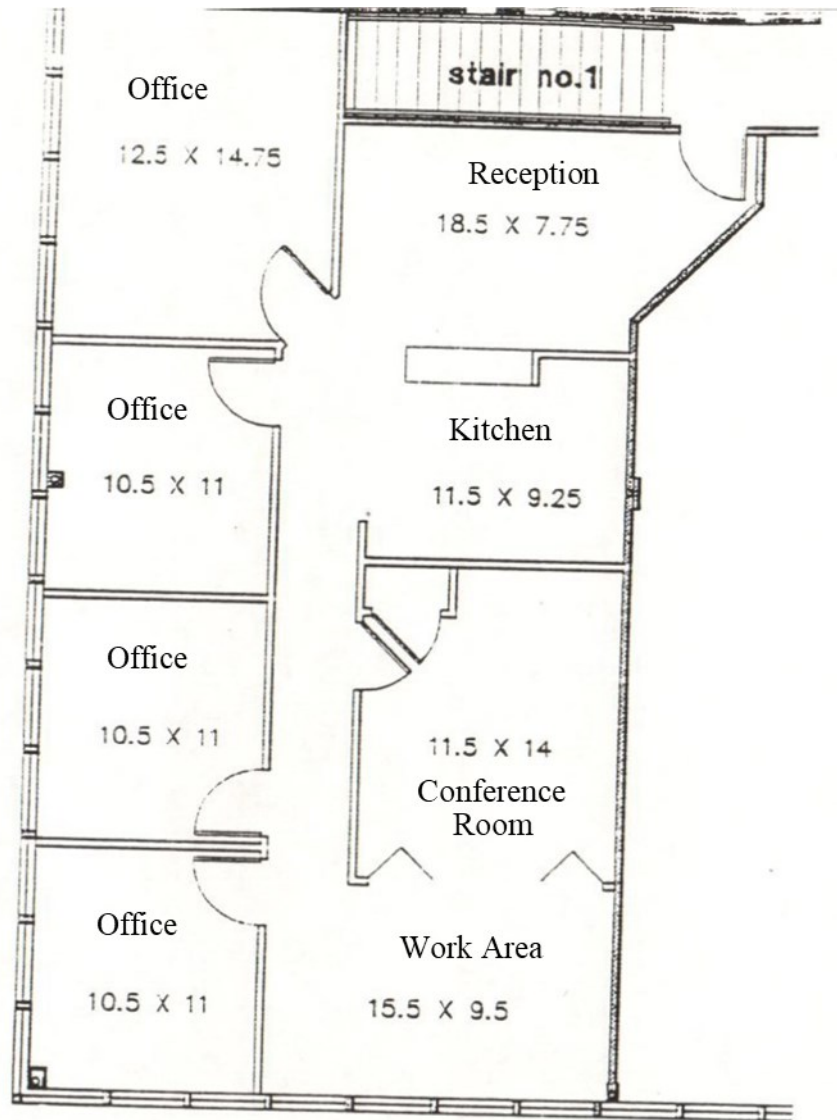 stair no.1
Office
12.5 X 14.75
Reception
18.5 X 7.75
Office
10.5 X 11
Kitchen
11.5 X 9.25
Office
10.5 X 11
11.5 X 14
Conference
Room
Office
10.5 X 11
Work Area
15.5 X 9.5